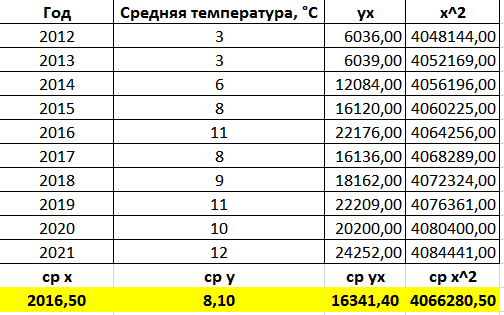 Год Средняя температура, °C yx x^2
2012 3 6036,00 4048144,00
2013 3 6039,00 4052169,00
2014 6 12084,00 4056196,00
2015 8 16120,00 4060225,00
2016 11 22176,00 4064256,00
2017 8 16136,00 4068289,00
2018 9 18162,00 4072324,00
2019 11 22209,00 4076361,00
2020 10 20200,00 4080400,00
2021 12 24252,00 4084441,00
ср x ср y ср yx ср x^2
2016,50 8,10 16341,40 4066280,50